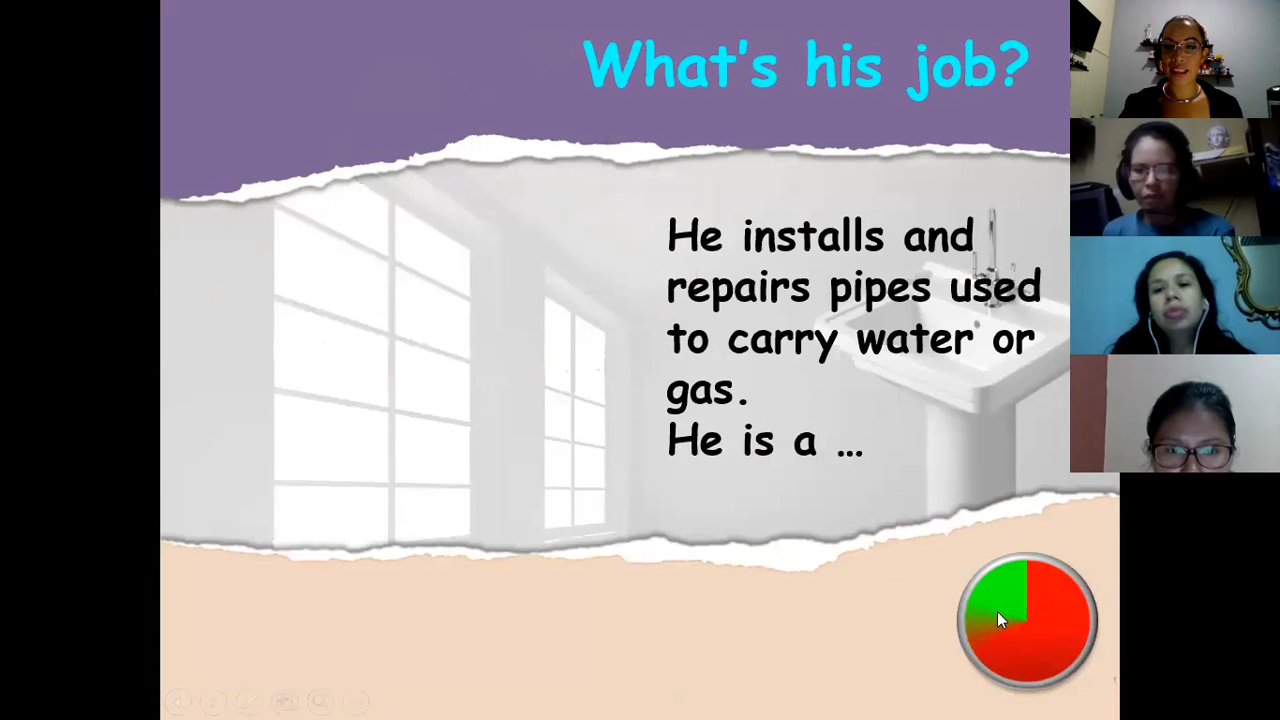 What's his job?
He installs and
repairs pipes used
to carry water or
gas.
He is a ...